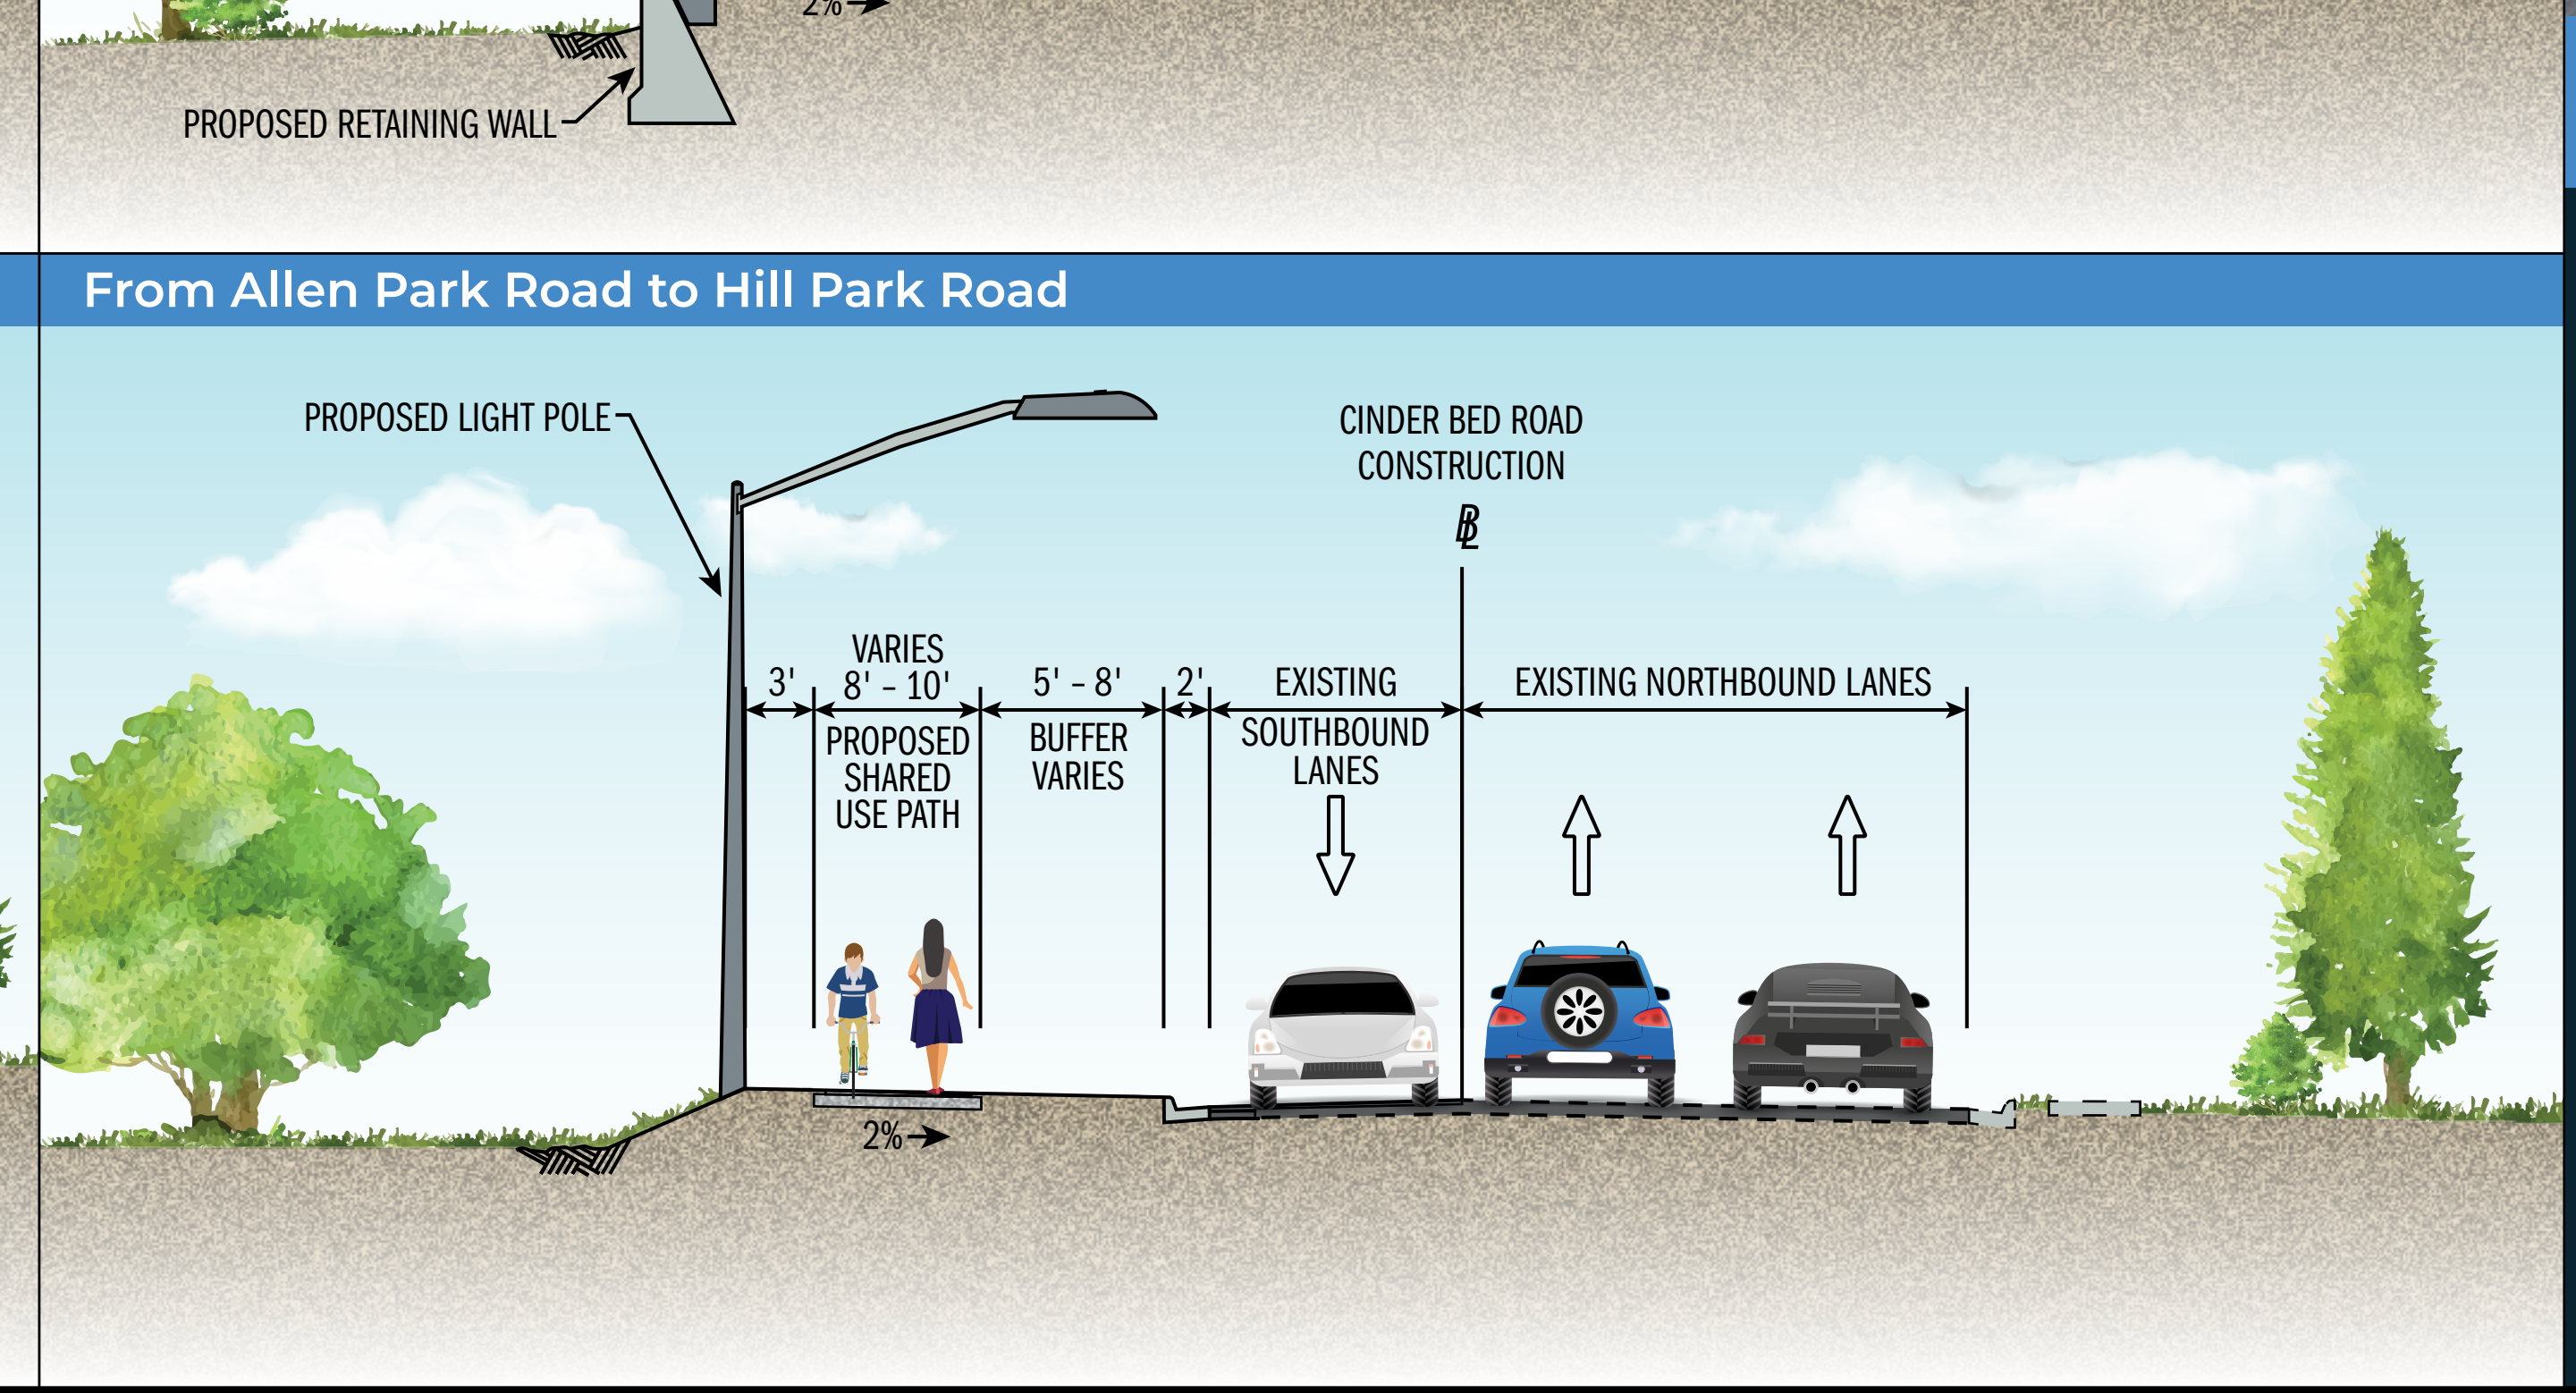 2%
PROPOSED RETAINING WALL
From Allen Park Road to Hill Park Road
PROPOSED LIGHT POLE
CINDER BED ROAD
CONSTRUCTION
BL
3'
VARIES
8' – 10'
PROPOSED
SHARED
USE PATH
5' – 8'
BUFFER
VARIES
2'
EXISTING
SOUTHBOUND
LANES
EXISTING NORTHBOUND LANES
2%